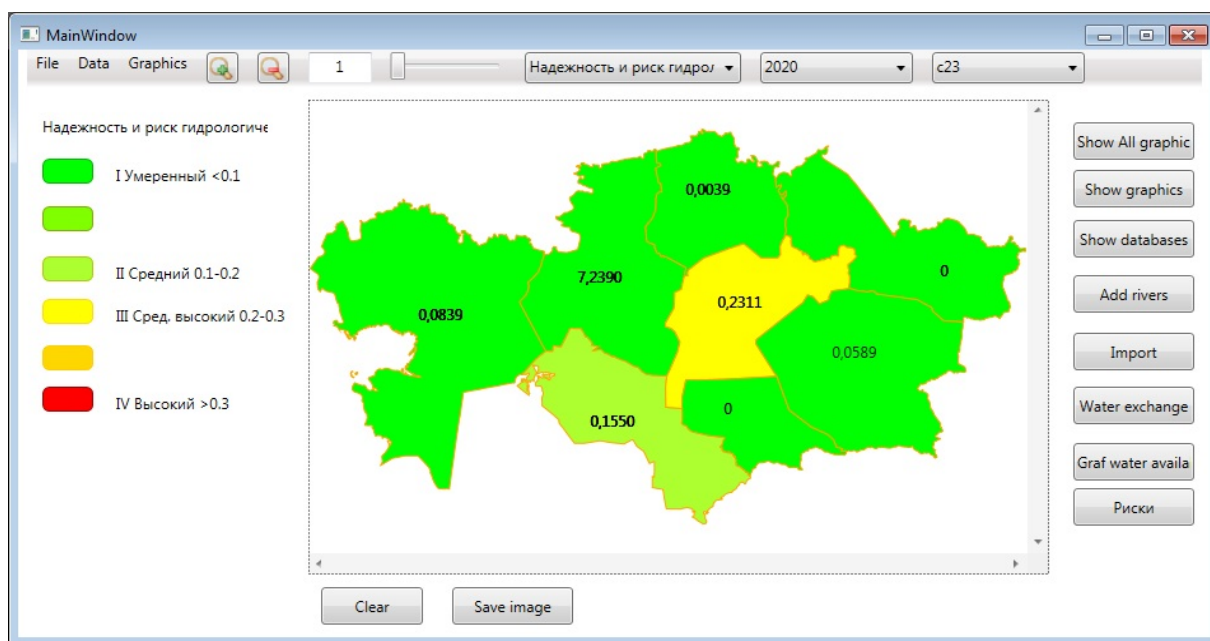 MainWindow
File Data Graphics 1 Надежность и риск гидрол 2020 c23
Надежность и риск гидрологиче
I Умеренный <0.1
II Средний 0.1-0.2
III Сред. высокий 0.2-0.3
IV Высокий >0.3
0,0039
0
7,2390
0,2311
0,0839
0,0589
0
0,1550
Show All graphic
Show graphics
Show databases
Add rivers
Import
Water exchange
Graf water availa
Риски
Clear Save image